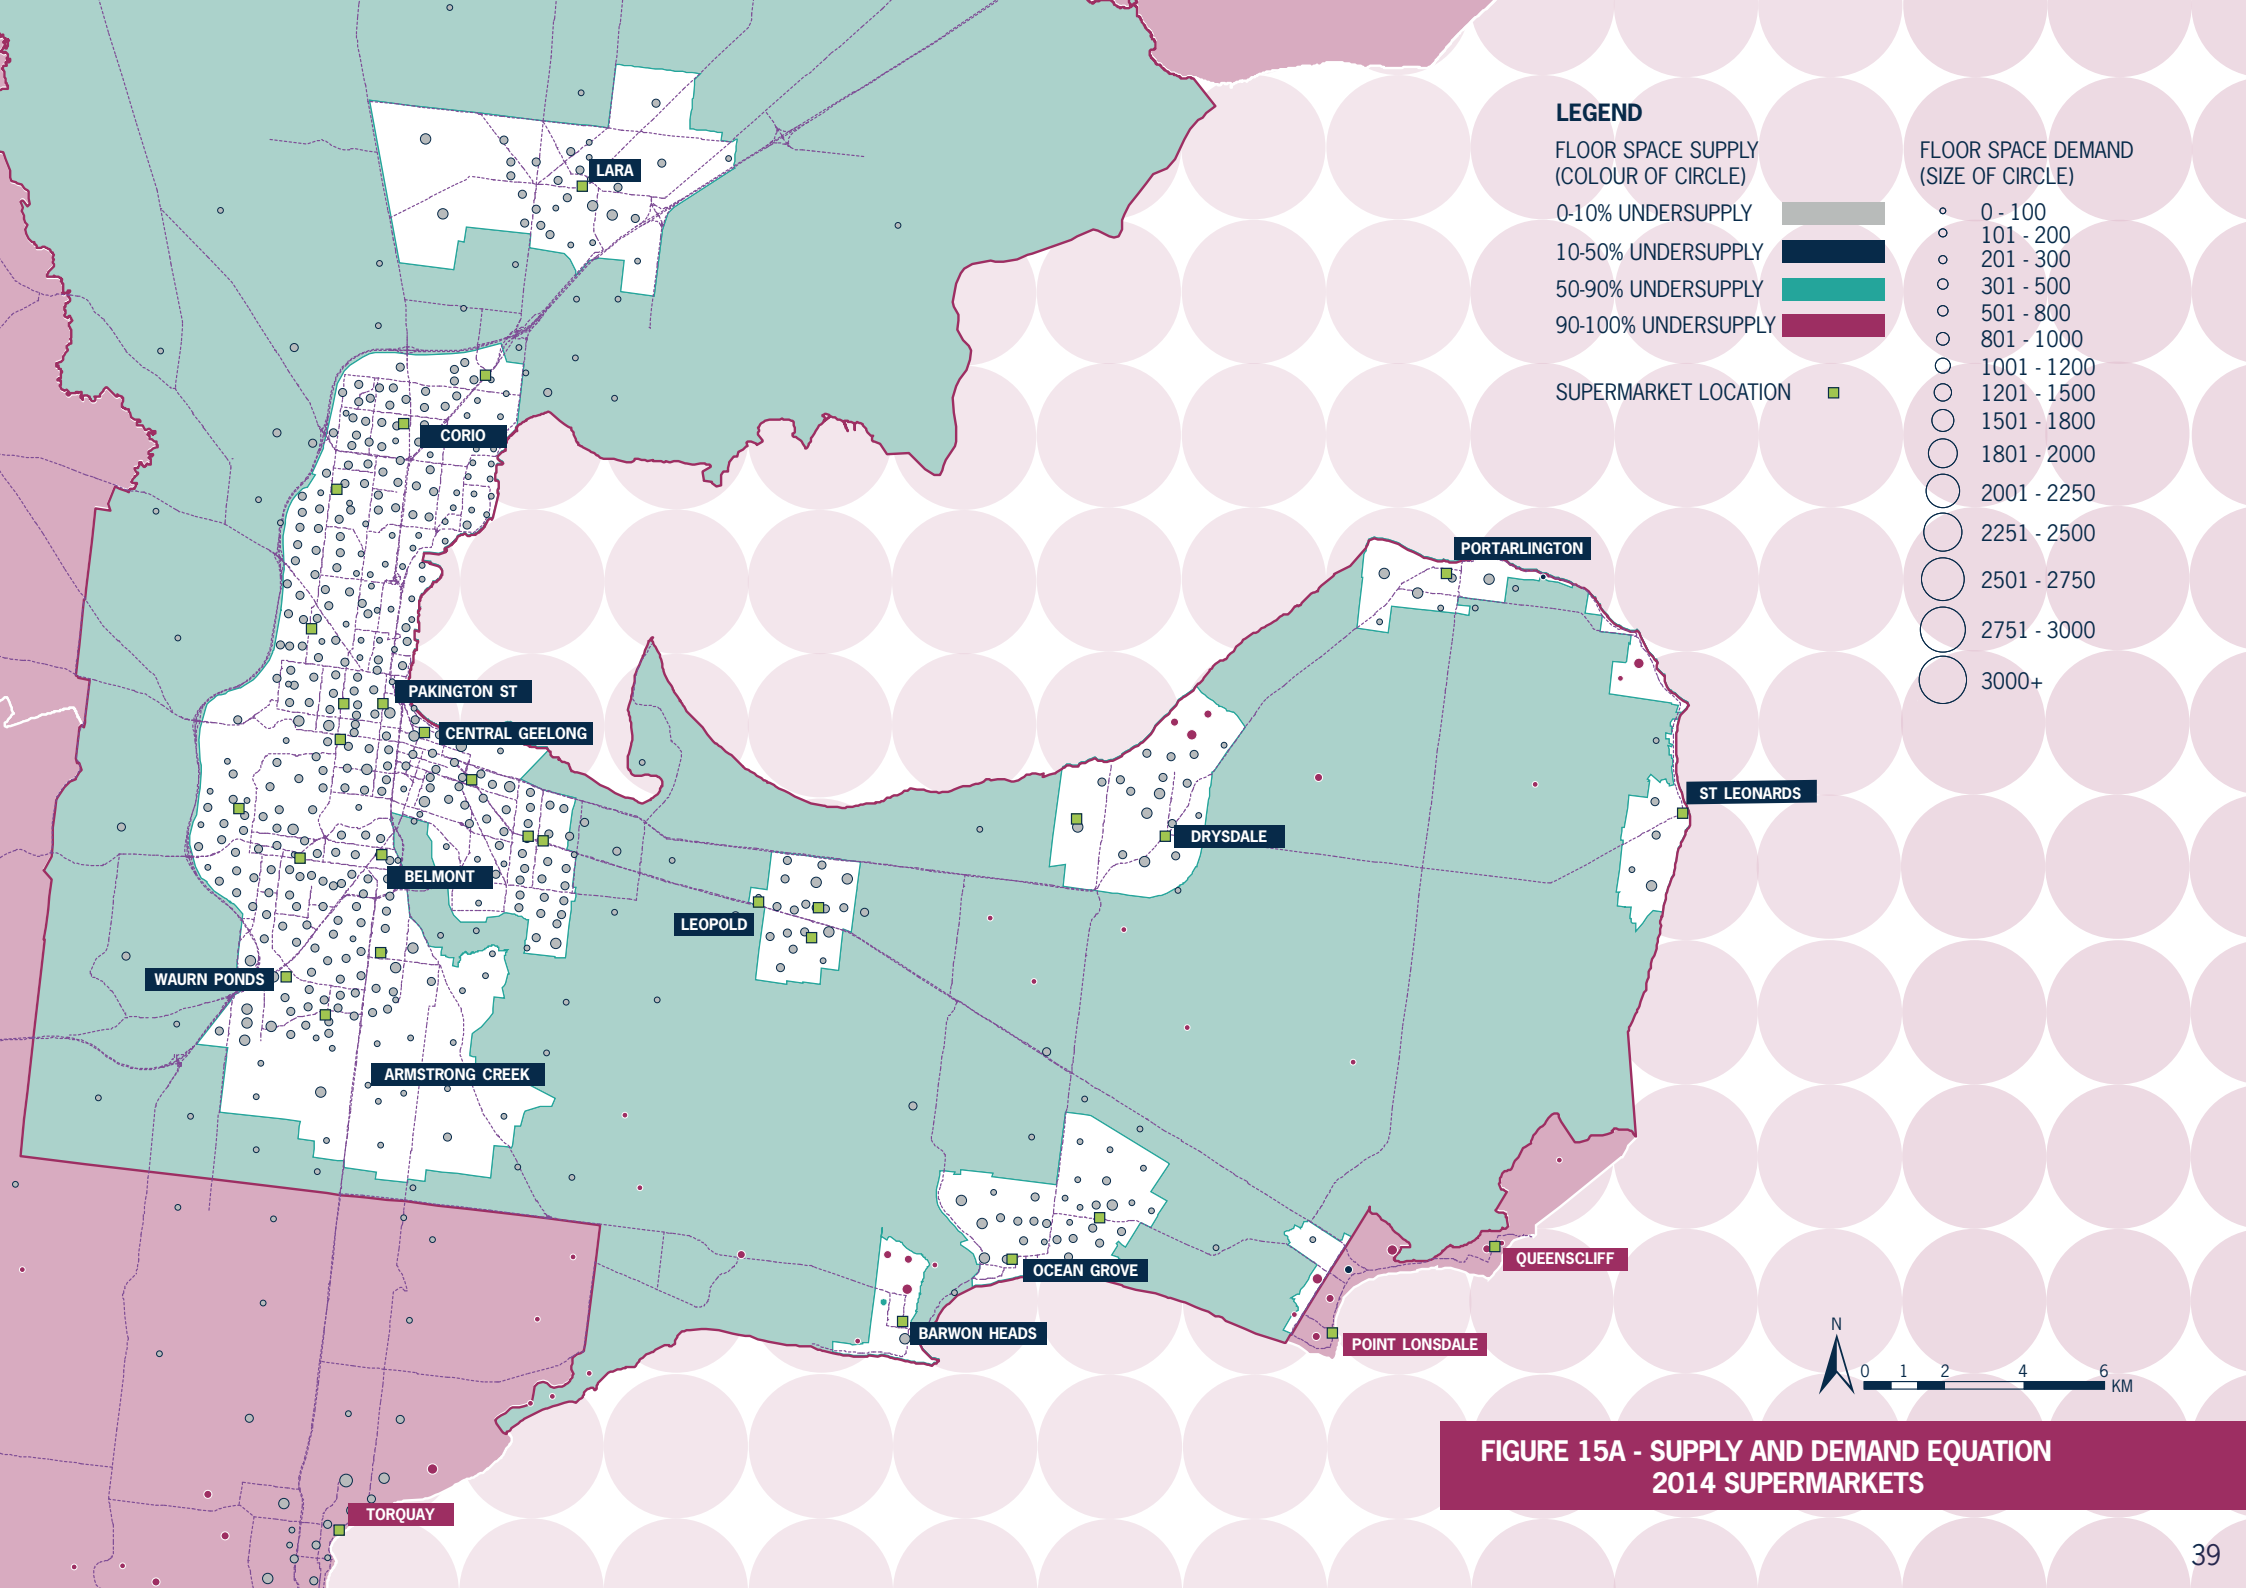 LEGEND
FLOOR SPACE SUPPLY
(COLOUR OF CIRCLE)
0-10% UNDERSUPPLY
10-50% UNDERSUPPLY
50-90% UNDERSUPPLY
90-100% UNDERSUPPLY
SUPERMARKET LOCATION
FLOOR SPACE DEMAND
(SIZE OF CIRCLE)
0 - 100
101 - 200
201 - 300
301 - 500
501 - 800
801 - 1000
1001 - 1200
1201 - 1500
1501 - 1800
1801 - 2000
2001 - 2250
2251 - 2500
2501 - 2750
2751 - 3000
3000+
LARA
CORIO
PORTARLINGTON
PAKINGTON ST
CENTRAL GEELONG
ST LEONARDS
DRYSDALE
BELMONT
LEOPOLD
WAURN PONDS
ARMSTRONG CREEK
OCEAN GROVE
QUEENSCLIFF
BARWON HEADS
POINT LONSDALE
TORQUAY
N
0 1 2 4 6
KM
FIGURE 15A - SUPPLY AND DEMAND EQUATION
2014 SUPERMARKETS
39